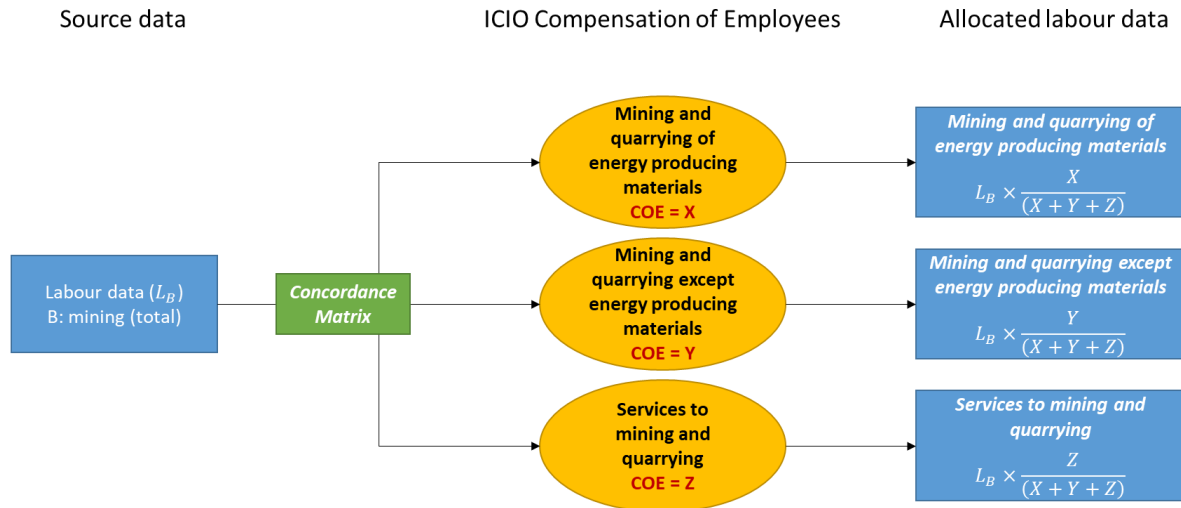 Source data
ICIO Compensation of Employees
Allocated labour data
Labour data (L_B)
B: mining (total)
Concordance
Matrix
Mining and
quarrying of
energy producing
materials
COE = X
Mining and quarrying of
energy producing materials
L_B × X / (X + Y + Z)
Mining and
quarrying except
energy producing
materials
COE = Y
Mining and quarrying except
energy producing materials
L_B × Y / (X + Y + Z)
Services to
mining and
quarrying
COE = Z
Services to mining and
quarrying
L_B × Z / (X + Y + Z)